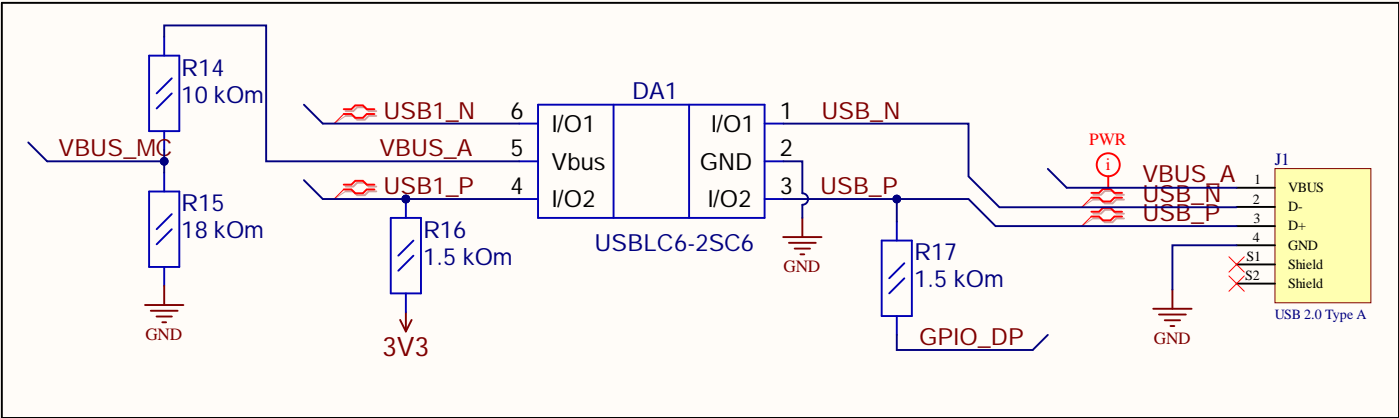 R14
10 kOm
VBUS_MC
R15
18 kOm
GND
USB1_N
VBUS_A
USB1_P
R16
1.5 kOm
3V3
DA1
6 I/O1 I/O1 1
5 Vbus GND 2
4 I/O2 I/O2 3
USBLC6-2SC6
USB_N
USB_P
GND
R17
1.5 kOm
GPIO_DP
PWR
i
VBUS_A
USB_N
USB_P
GND
J1
1 VBUS
2 D-
3 D+
4 GND
S1 Shield
S2 Shield
USB 2.0 Type A